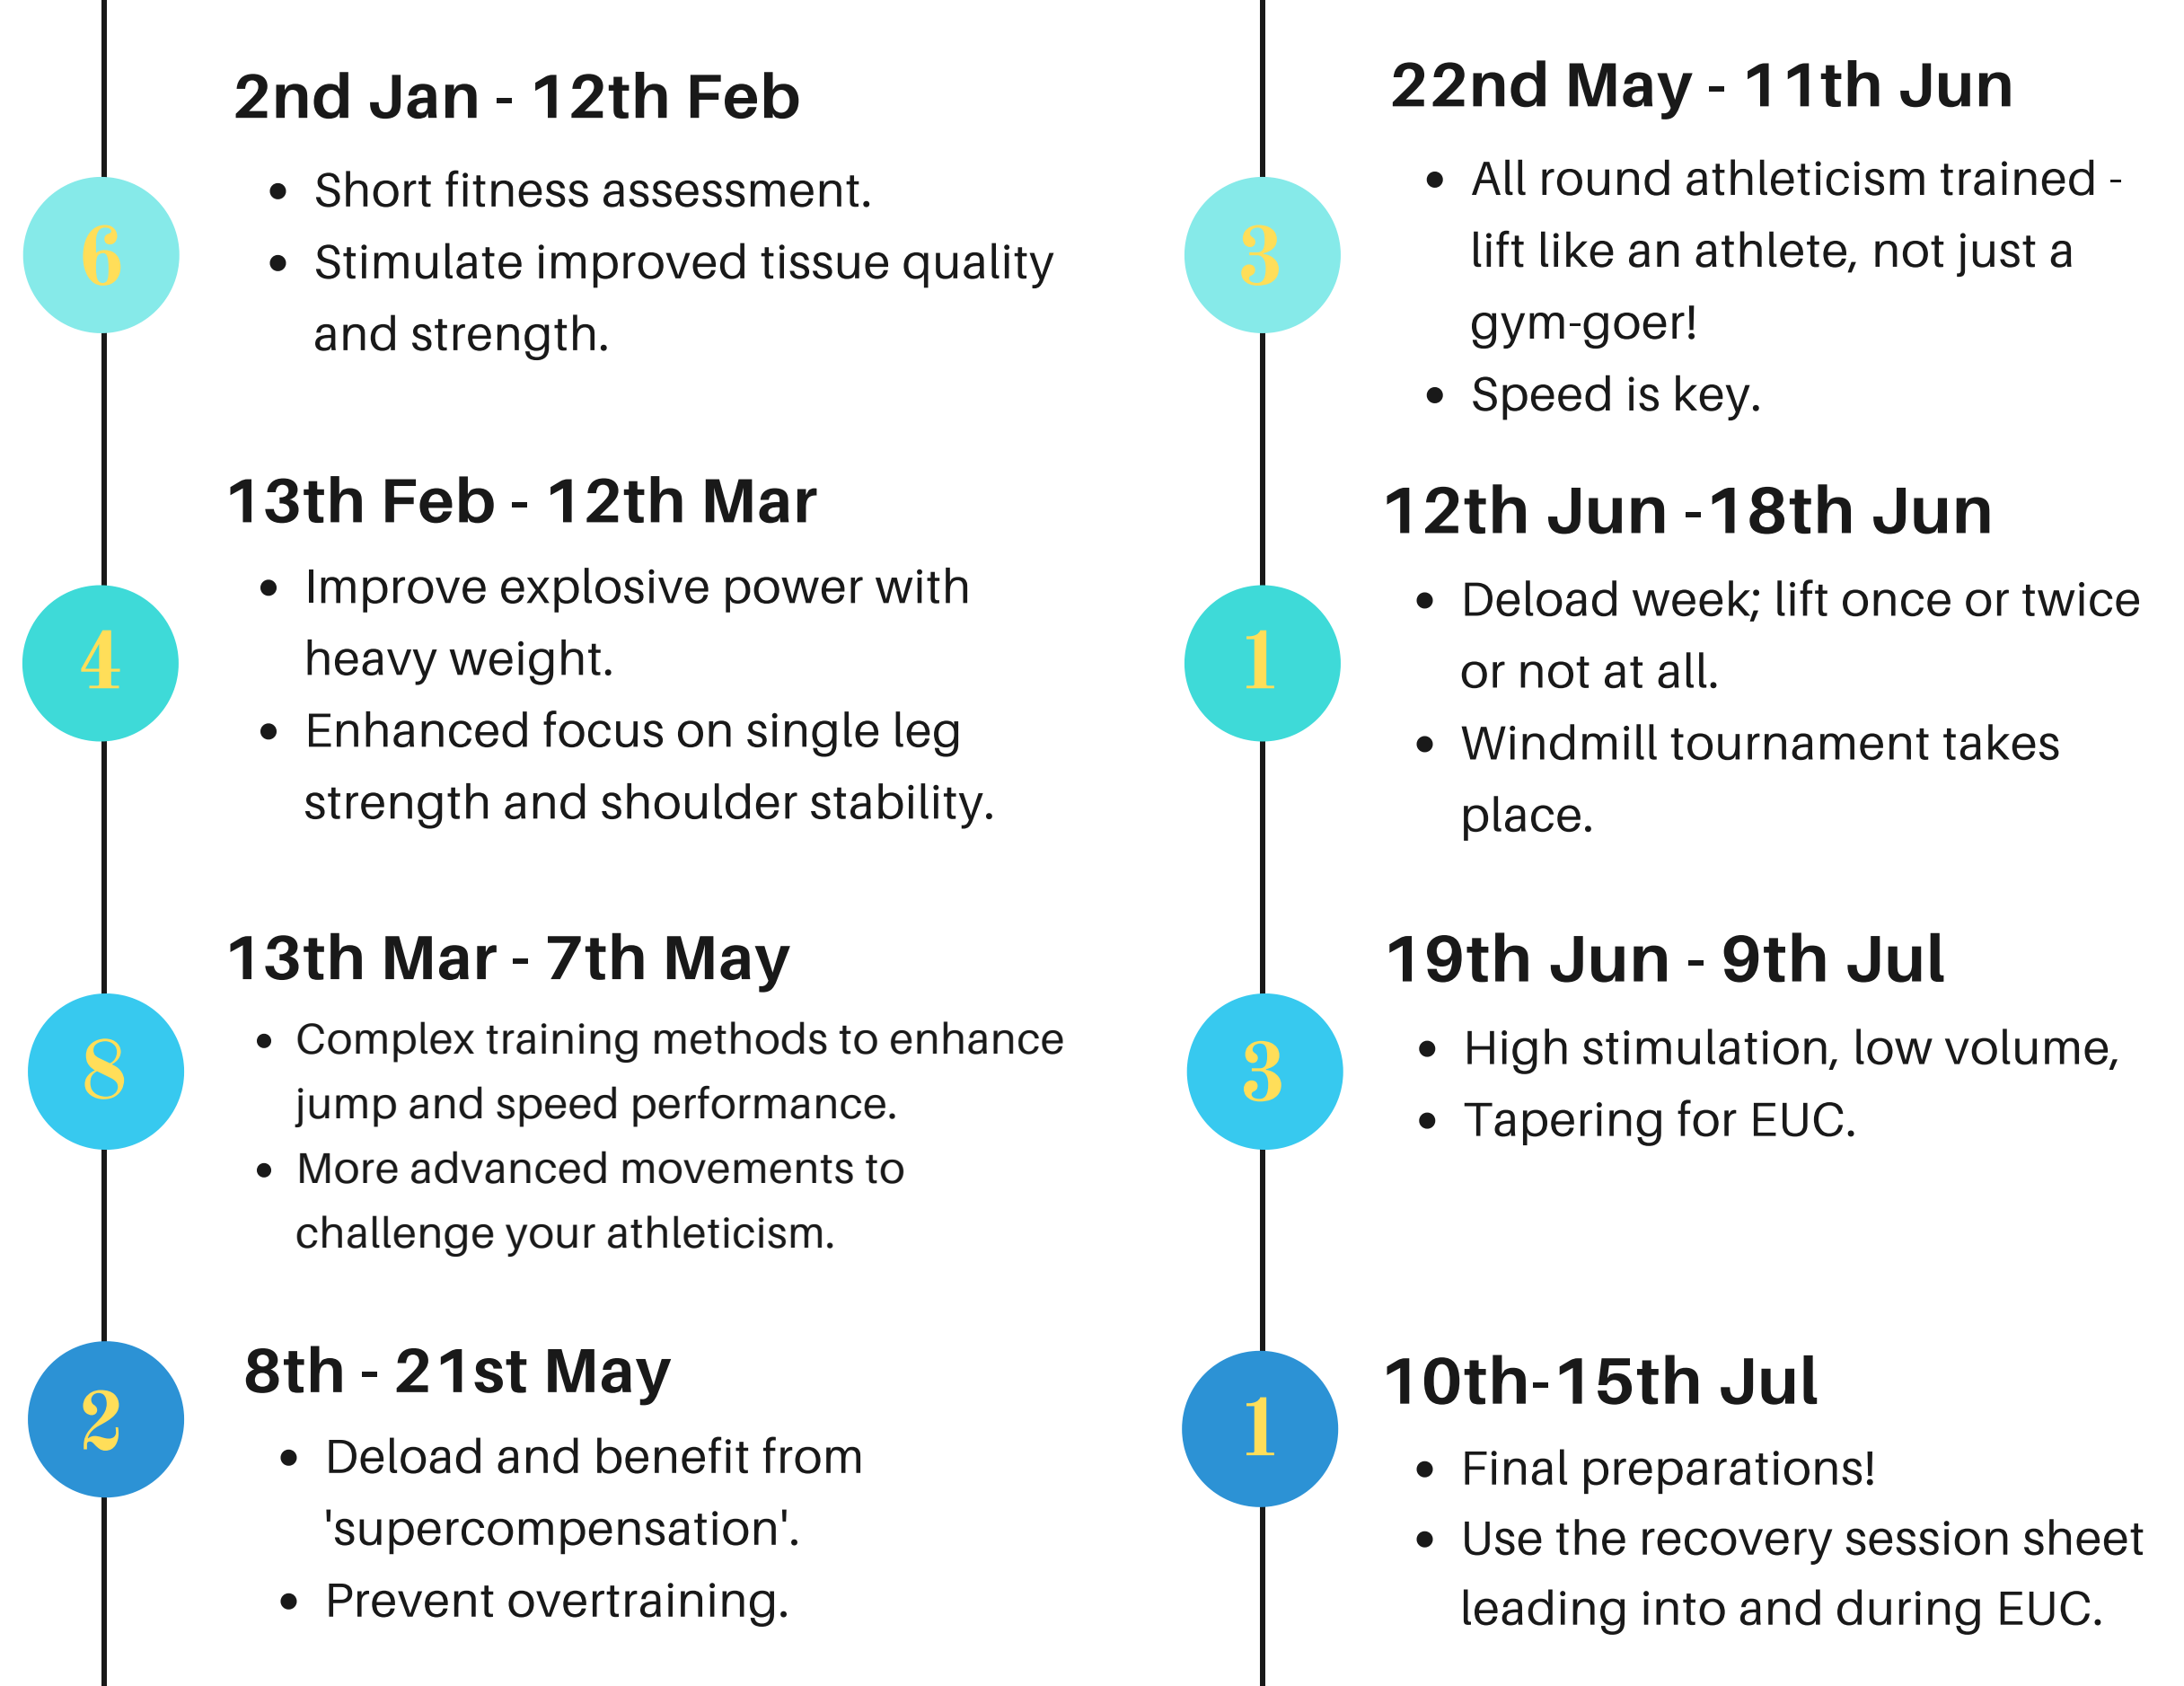 2nd Jan - 12th Feb
6
• Short fitness assessment.
• Stimulate improved tissue quality
and strength.
13th Feb - 12th Mar
4
• Improve explosive power with
heavy weight.
• Enhanced focus on single leg
strength and shoulder stability.
13th Mar - 7th May
8
• Complex training methods to enhance
jump and speed performance.
• More advanced movements to
challenge your athleticism.
8th - 21st May
2
• Deload and benefit from
'supercompensation'.
• Prevent overtraining.
22nd May - 11th Jun
3
• All round athleticism trained -
lift like an athlete, not just a
gym-goer!
• Speed is key.
12th Jun -18th Jun
1
• Deload week; lift once or twice
or not at all.
• Windmill tournament takes
place.
19th Jun - 9th Jul
3
• High stimulation, low volume,
• Tapering for EUC.
10th-15th Jul
1
• Final preparations!
• Use the recovery session sheet
leading into and during EUC.